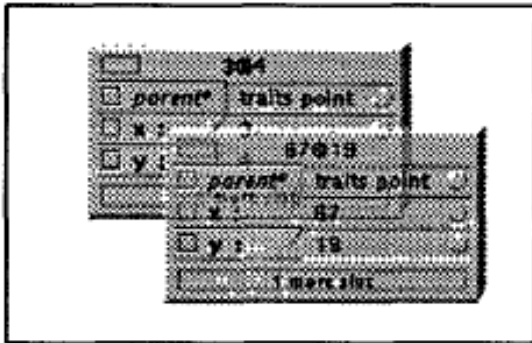 3@4
parent* traits point
x :
y :
67@19
parent* traits point
x : 67
y : 19
1 more slot